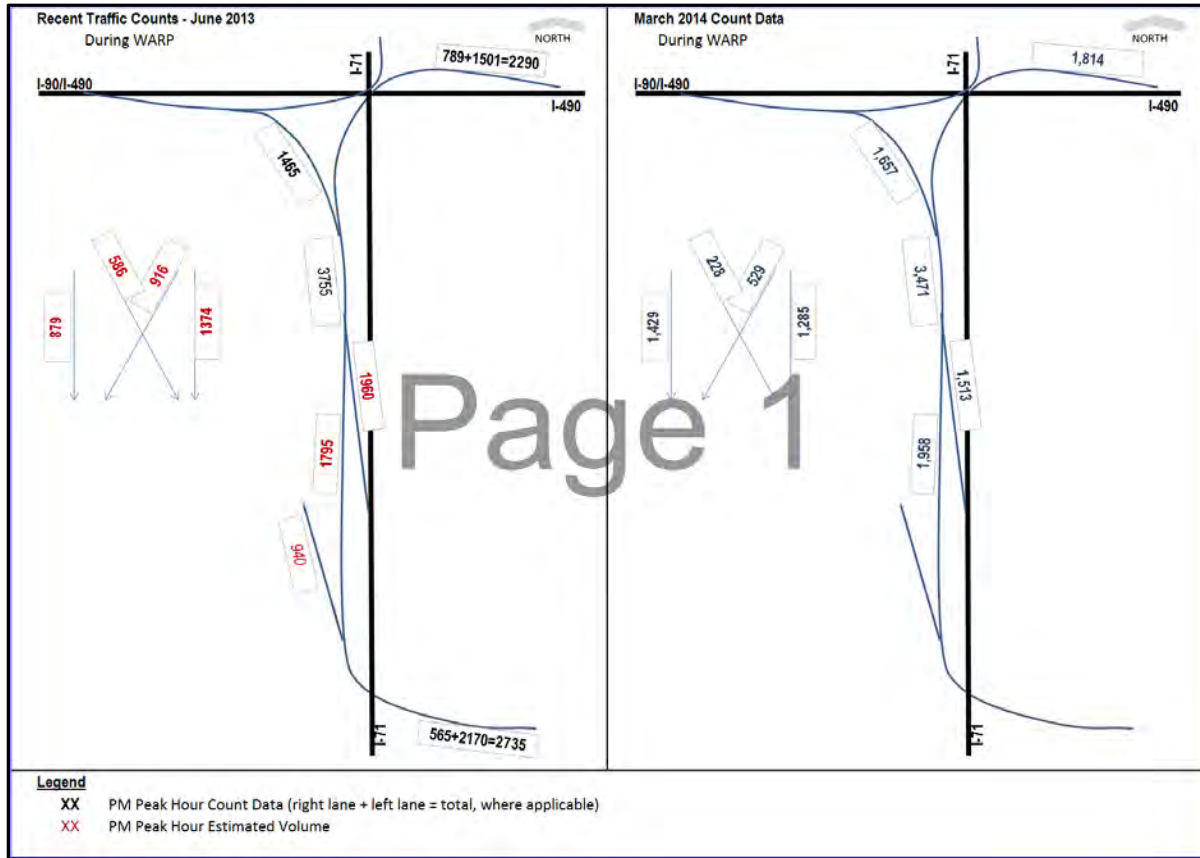 Recent Traffic Counts - June 2013
During WARP
NORTH
I-71
789+1501=2290
I-90/I-490
I-490
1465
586
916
3755
879
1374
1960
1795
940
I-71
565+2170=2735
March 2014 Count Data
During WARP
NORTH
I-71
1,814
I-90/I-490
I-490
1,657
228
529
3,471
1,429
1,285
1,513
1,958
I-71
Page 1
Legend
XX PM Peak Hour Count Data (right lane + left lane = total, where applicable)
XX PM Peak Hour Estimated Volume